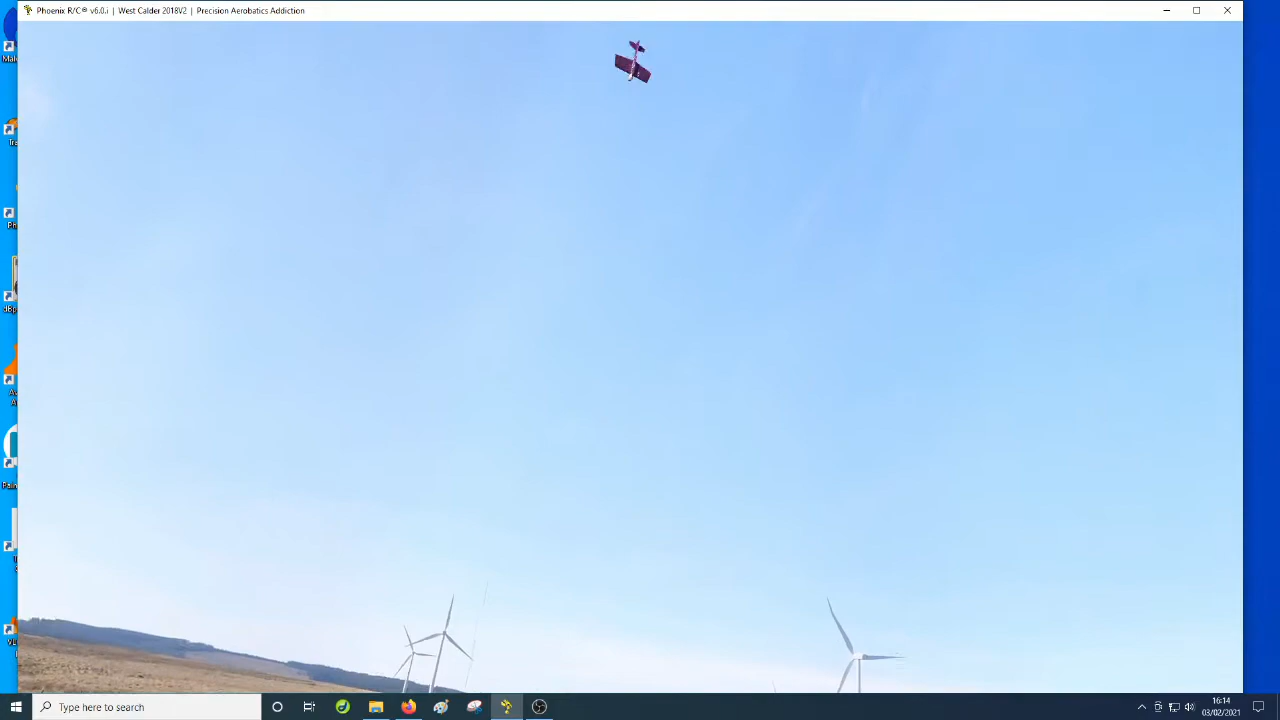 Phoenix R/C® v6.0.i | West Calder 2018V2 | Precision Aerobatics Addiction
Type here to search
16:14
03/02/2021